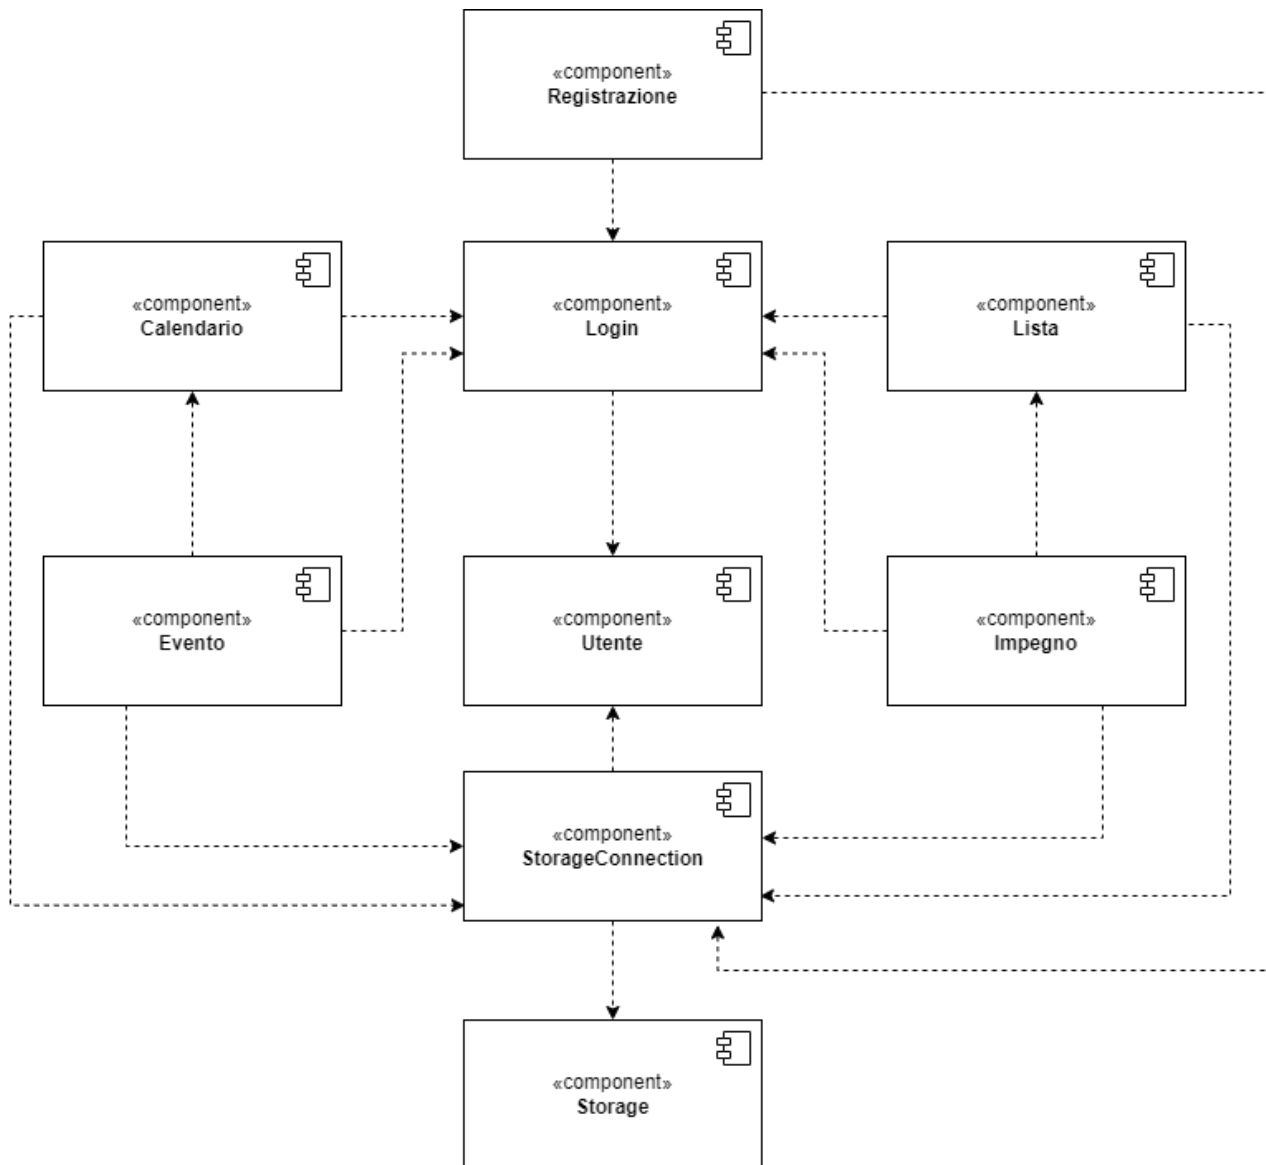 «component»
Registrazione
«component»
Calendario
«component»
Login
«component»
Lista
«component»
Evento
«component»
Utente
«component»
Impegno
«component»
StorageConnection
«component»
Storage